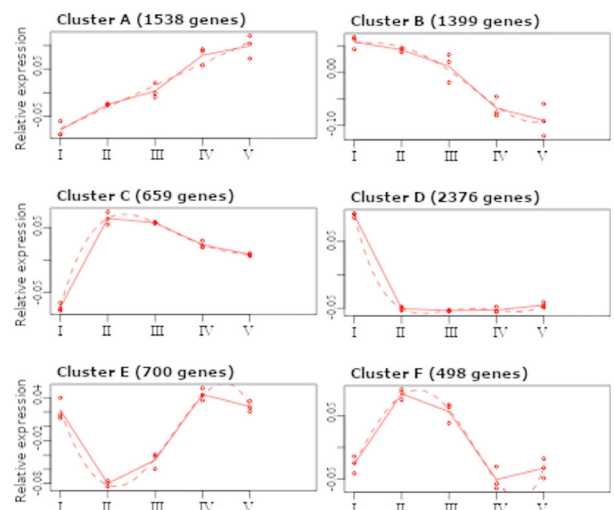 Cluster A (1538 genes)
Relative expression
0.05
-0.05
I II III IV V
Cluster B (1399 genes)
0.00
-0.10
I II III IV V
Cluster C (659 genes)
Relative expression
0.05
-0.05
I II III IV V
Cluster D (2376 genes)
0.05
-0.05
I II III IV V
Cluster E (700 genes)
Relative expression
0.04
-0.02
-0.08
I II III IV V
Cluster F (498 genes)
0.05
-0.05
I II III IV V